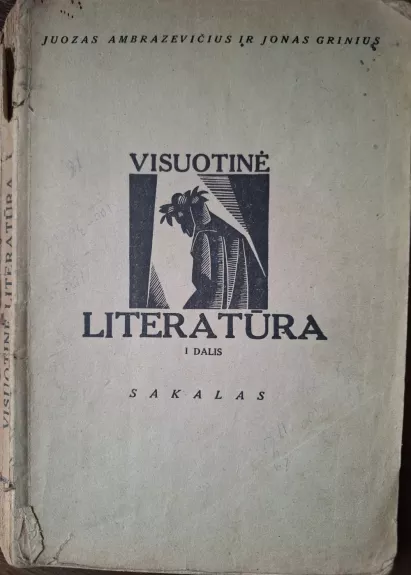 JUOZAS AMBRAZEVIČIUS IR JONAS GRINIUS
VISUOTINĖ
LITERATŪRA
I DALIS
SAKALAS
VISUOTINĖ LITERATŪRA I